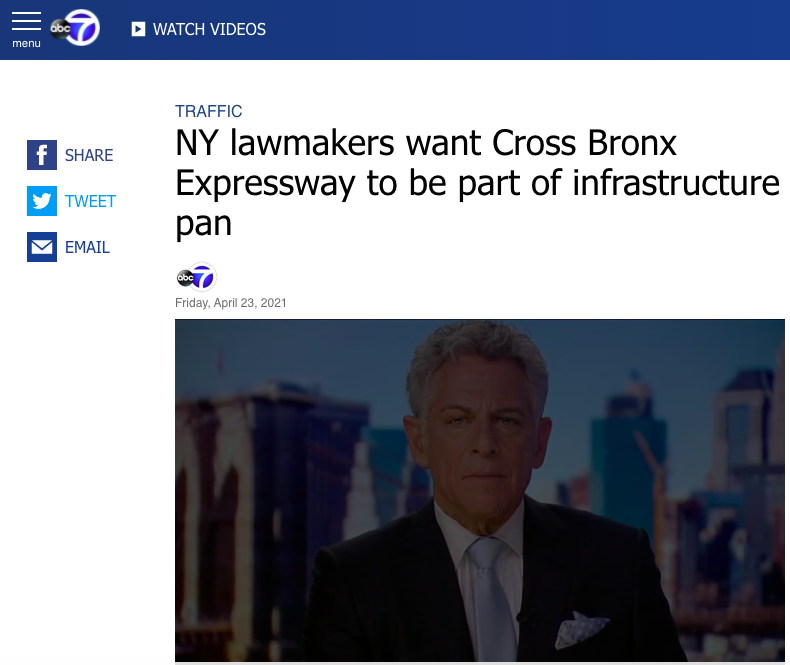 menu
abc 7
WATCH VIDEOS
TRAFFIC
NY lawmakers want Cross Bronx
Expressway to be part of infrastructure
pan
SHARE
TWEET
EMAIL
abc 7
Friday, April 23, 2021